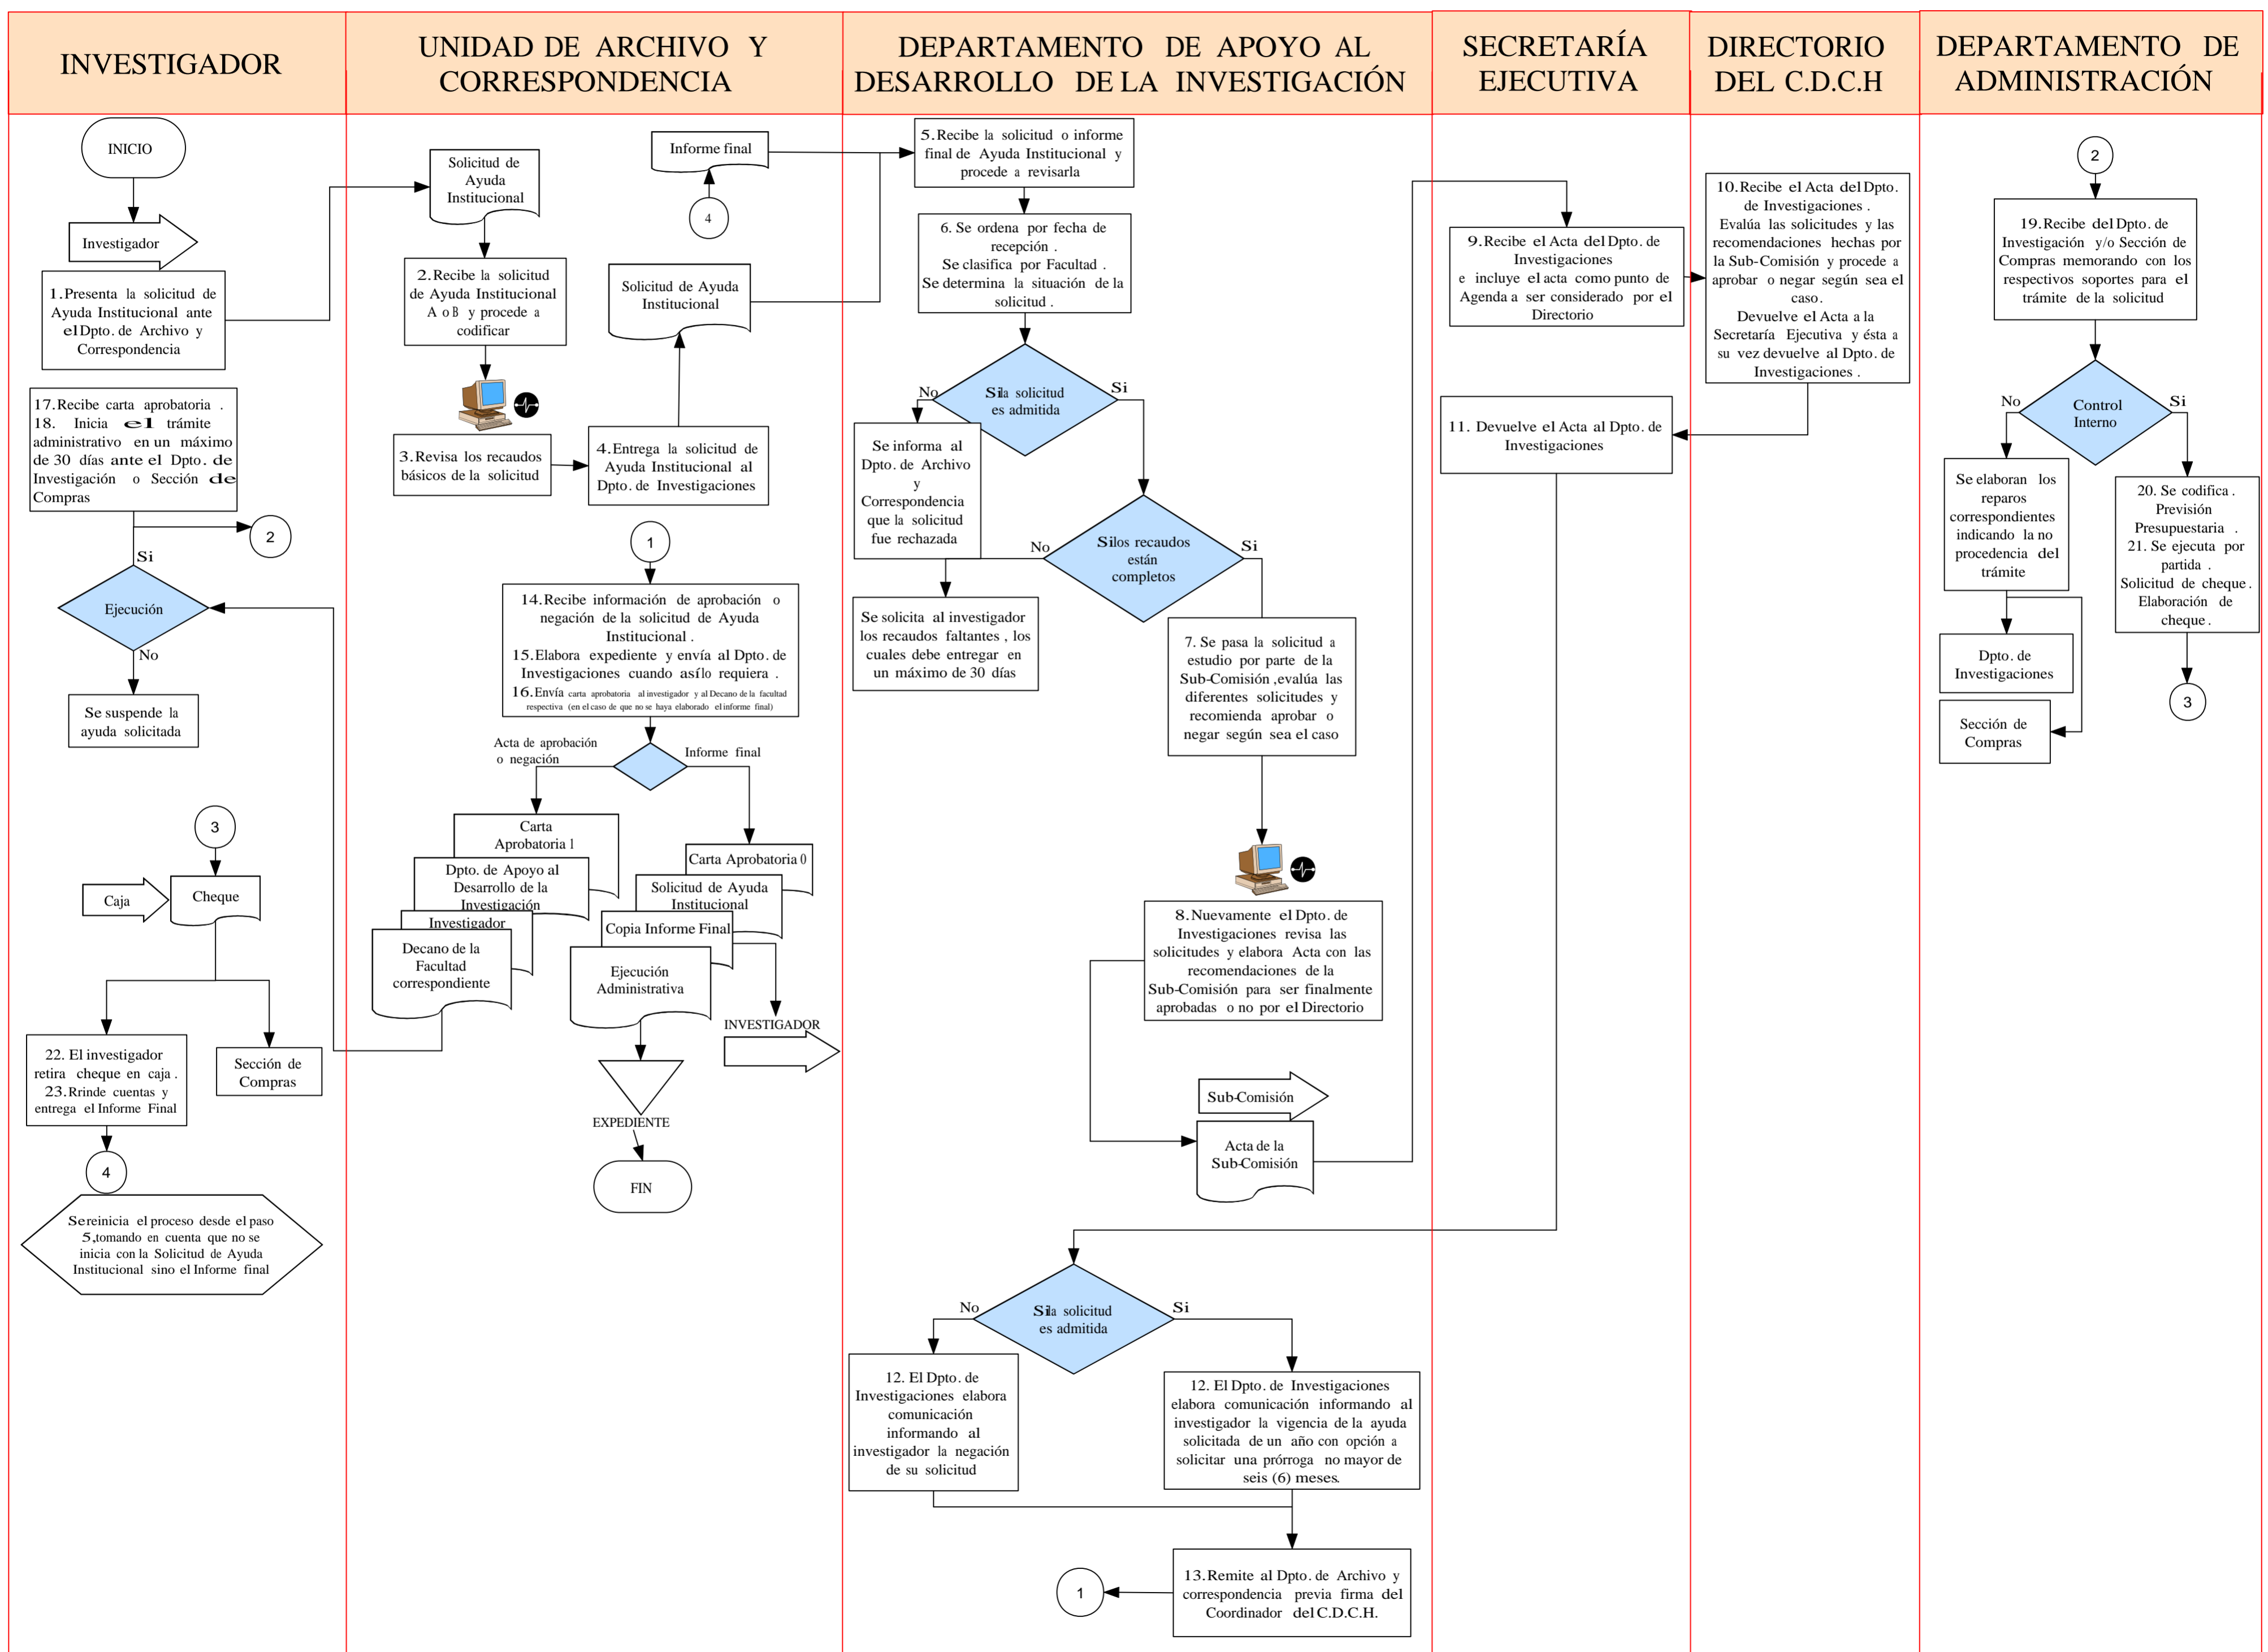 INVESTIGADOR
UNIDAD DE ARCHIVO Y
CORRESPONDENCIA
DEPARTAMENTO DE APOYO AL
DESARROLLO DE LA INVESTIGACIÓN
SECRETARÍA
EJECUTIVA
DIRECTORIO
DEL C.D.C.H
DEPARTAMENTO DE
ADMINISTRACIÓN
INICIO
Investigador
1.Presenta la solicitud de
Ayuda Institucional ante
el Dpto. de Archivo y
Correspondencia
17.Recibe carta aprobatoria .
18. Inicia el trámite
administrativo en un máximo
de 30 días ante el Dpto. de
Investigación o Sección de
Compras
2
Si
Ejecución
No
Se suspende la
ayuda solicitada
3
Caja
Cheque
22. El investigador
retira cheque en caja .
23.Rrinde cuentas y
entrega el Informe Final
Sección de
Compras
4
Se reinicia el proceso desde el paso
5,tomando en cuenta que no se
inicia con la Solicitud de Ayuda
Institucional sino el Informe final
Solicitud de
Ayuda
Institucional
2.Recibe la solicitud
de Ayuda Institucional
A o B y procede a
codificar
3.Revisa los recaudos
básicos de la solicitud
Informe final
4
Solicitud de Ayuda
Institucional
4.Entrega la solicitud de
Ayuda Institucional al
Dpto. de Investigaciones
1
14.Recibe información de aprobación o
negación de la solicitud de Ayuda
Institucional .
15.Elabora expediente y envía al Dpto. de
Investigaciones cuando así lo requiera .
16.Envía carta aprobatoria al investigador y al Decano de la facultad
respectiva (en el caso de que no se haya elaborado el informe final)
Acta de aprobación
o negación
Informe final
Carta
Aprobatoria 1
Dpto. de Apoyo al
Desarrollo de la
Investigación
Investigador
Decano de la
Facultad
correspondiente
Carta Aprobatoria 0
Solicitud de Ayuda
Institucional
Copia Informe Final
Ejecución
Administrativa
INVESTIGADOR
EXPEDIENTE
FIN
5.Recibe la solicitud o informe
final de Ayuda Institucional y
procede a revisarla
6. Se ordena por fecha de
recepción .
Se clasifica por Facultad .
Se determina la situación de la
solicitud .
No
Si la solicitud
es admitida
Si
Se informa al
Dpto. de Archivo
y
Correspondencia
que la solicitud
fue rechazada
No
Si los recaudos
están
completos
Si
Se solicita al investigador
los recaudos faltantes , los
cuales debe entregar en
un máximo de 30 días
7. Se pasa la solicitud a
estudio por parte de la
Sub-Comisión ,evalúa las
diferentes solicitudes y
recomienda aprobar o
negar según sea el caso
8.Nuevamente el Dpto. de
Investigaciones revisa las
solicitudes y elabora Acta con las
recomendaciones de la
Sub-Comisión para ser finalmente
aprobadas o no por el Directorio
Sub-Comisión
Acta de la
Sub-Comisión
No
Si la solicitud
es admitida
Si
12. El Dpto. de
Investigaciones elabora
comunicación
informando al
investigador la negación
de su solicitud
12. El Dpto. de Investigaciones
elabora comunicación informando al
investigador la vigencia de la ayuda
solicitada de un año con opción a
solicitar una prórroga no mayor de
seis (6) meses.
1
13.Remite al Dpto. de Archivo y
correspondencia previa firma del
Coordinador del C.D.C.H.
9.Recibe el Acta del Dpto. de
Investigaciones
e incluye el acta como punto de
Agenda a ser considerado por el
Directorio
11. Devuelve el Acta al Dpto. de
Investigaciones
10.Recibe el Acta del Dpto.
de Investigaciones .
Evalúa las solicitudes y las
recomendaciones hechas por
la Sub-Comisión y procede a
aprobar o negar según sea el
caso.
Devuelve el Acta a la
Secretaría Ejecutiva y ésta a
su vez devuelve al Dpto. de
Investigaciones .
2
19.Recibe del Dpto. de
Investigación y/o Sección de
Compras memorando con los
respectivos soportes para el
trámite de la solicitud
No
Control
Interno
Si
Se elaboran los
reparos
correspondientes
indicando la no
procedencia del
trámite
Dpto. de
Investigaciones
Sección de
Compras
20. Se codifica .
Previsión
Presupuestaria .
21. Se ejecuta por
partida .
Solicitud de cheque.
Elaboración de
cheque.
3